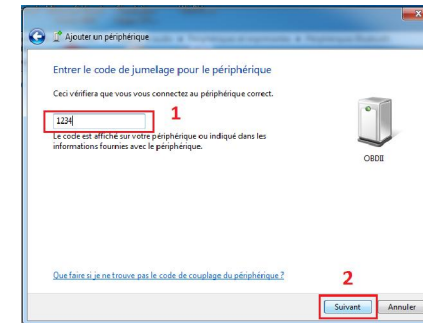 Ajouter un périphérique
Entrer le code de jumelage pour le périphérique
Ceci vérifiera que vous vous connectez au périphérique correct.
1234
1
Le code est affiché sur votre périphérique ou indiqué dans les
informations fournies avec le périphérique.
OBDII
Que faire si je ne trouve pas le code de couplage du périphérique ?
2
Suivant
Annuler